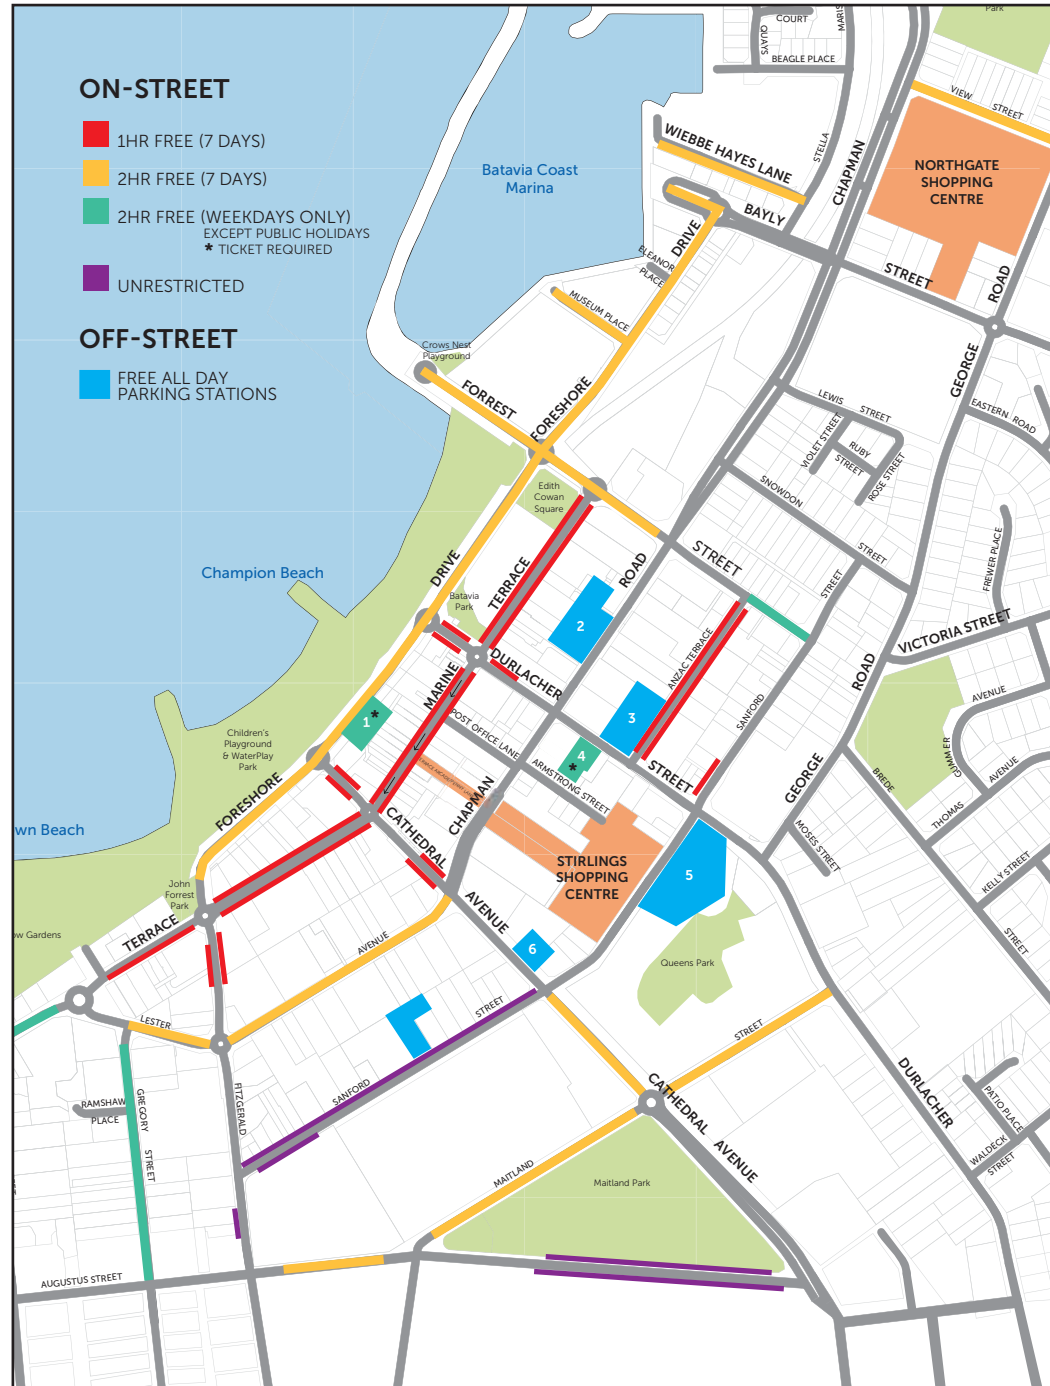 ON-STREET
1HR FREE (7 DAYS)
2HR FREE (7 DAYS)
2HR FREE (WEEKDAYS ONLY)
EXCEPT PUBLIC HOLIDAYS
* TICKET REQUIRED
UNRESTRICTED
OFF-STREET
FREE ALL DAY
PARKING STATIONS
COURT
QUAYS
BEAGLE PLACE
Park
VIEW STREET
WIEBBE HAYES LANE
STELLA
CHAPMAN
NORTHGATE
SHOPPING
CENTRE
Batavia Coast
Marina
BAYLY
STREET
DRIVE
ELEANOR
PLACE
ROAD
MUSEUM PLACE
Crows Nest
Playground
FORREST
FORESHORE
GEORGE
LEWIS STREET
EASTERN ROAD
VIOLET STREET
RUBY
STREET
ROSE STREET
Edith
Cowan
Square
SNOWDON
STREET
FREWER PLACE
STREET
ROAD
DRIVE
TERRACE
Champion Beach
Batavia
Park
2
STREET
VICTORIA STREET
DURLACHER
MARINE
ANZAC TERRACE
ROAD
SANFORD
AVENUE
1*
3
POST OFFICE LANE
4
*
ARMSTRONG STREET
STREET
GUMMER
AVENUE
Children's
Playground
& WaterPlay
Park
FORESHORE
CATHEDRAL
CHAPMAN
GEORGE
BREDE
THOMAS
wn Beach
MOSES STREET
STIRLINGS
SHOPPING
CENTRE
5
KELLY STREET
John
Forrest
Park
TERRACE
AVENUE
AVENUE
6
STREET
ow Gardens
Queens Park
LESTER
STREET
STREET
SANFORD
FITZGERALD
RAMSHAW
PLACE
GREGORY
STREET
CATHEDRAL AVENUE
DURLACHER
PATIO PLACE
WALDECK
STREET
MAITLAND
Maitland Park
AUGUSTUS STREET